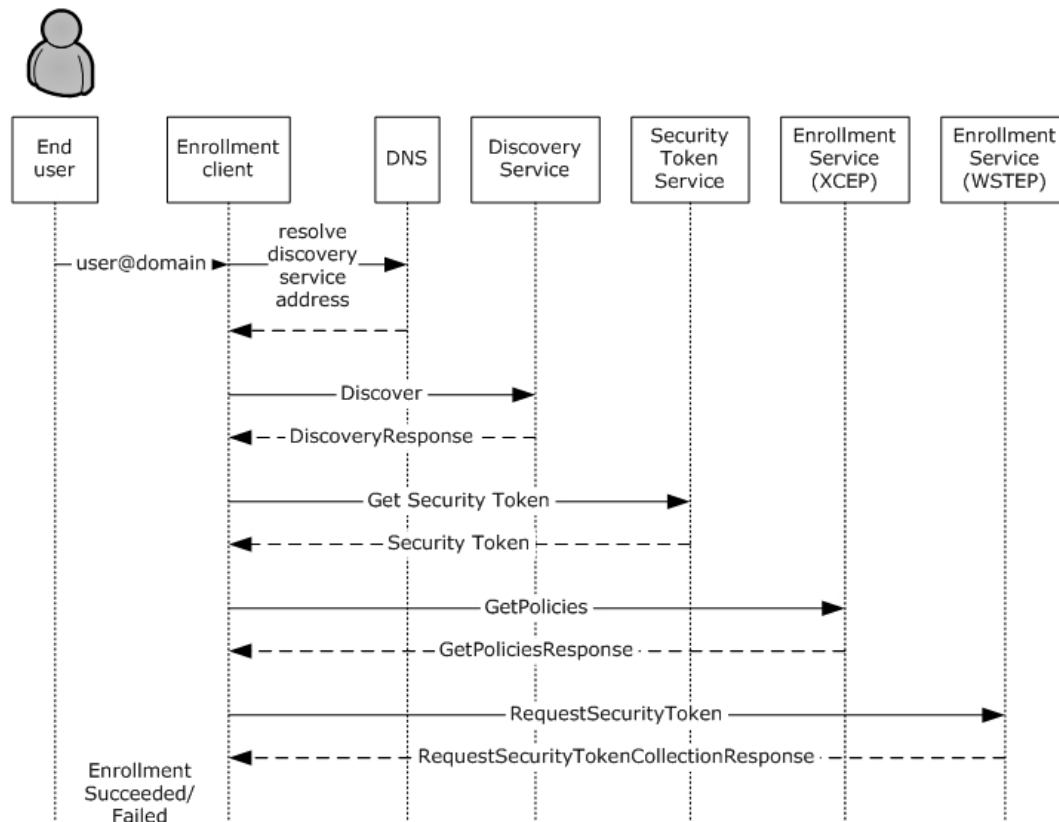 End
user
Enrollment
client
DNS
Discovery
Service
Security
Token
Service
Enrollment
Service
(XCEP)
Enrollment
Service
(WSTEP)
user@domain
resolve
discovery
service
address
Discover
DiscoveryResponse
Get Security Token
Security Token
GetPolicies
GetPoliciesResponse
RequestSecurityToken
RequestSecurityTokenCollectionResponse
Enrollment
Succeeded/
Failed